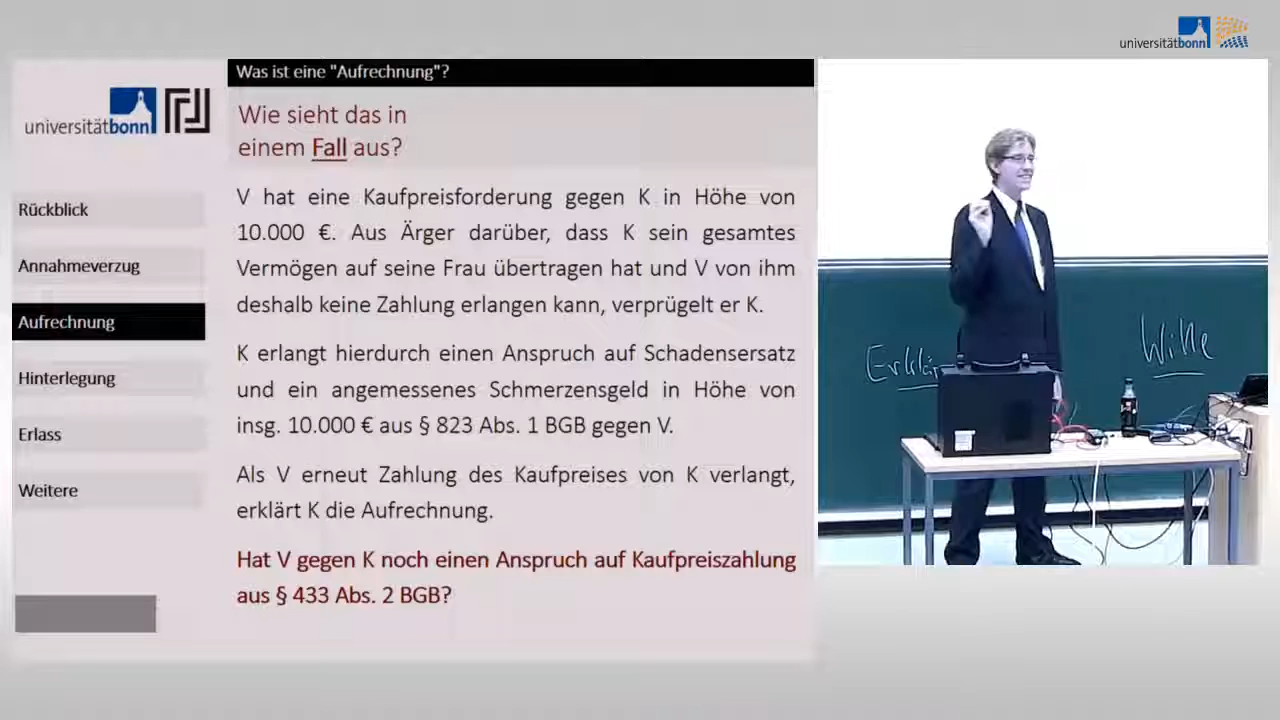 universitätbonn
Was ist eine "Aufrechnung"?
universitätbonn
Wie sieht das in
einem Fall aus?
Rückblick
Annahmeverzug
Aufrechnung
Hinterlegung
Erlass
Weitere
V hat eine Kaufpreisforderung gegen K in Höhe von
10.000 €. Aus Ärger darüber, dass K sein gesamtes
Vermögen auf seine Frau übertragen hat und V von ihm
deshalb keine Zahlung erlangen kann, verprügelt er K.
K erlangt hierdurch einen Anspruch auf Schadensersatz
und ein angemessenes Schmerzensgeld in Höhe von
insg. 10.000 € aus § 823 Abs. 1 BGB gegen V.
Als V erneut Zahlung des Kaufpreises von K verlangt,
erklärt K die Aufrechnung.
Hat V gegen K noch einen Anspruch auf Kaufpreiszahlung
aus § 433 Abs. 2 BGB?
Erklär
Wille